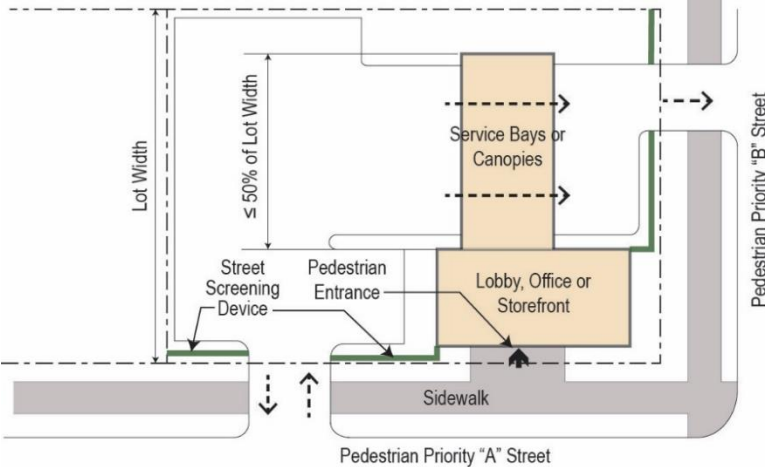 Lot Width
≤ 50% of Lot Width
Service Bays or
Canopies
Pedestrian Priority "B" Street
Street
Screening
Device
Pedestrian
Entrance
Lobby, Office or
Storefront
Sidewalk
Pedestrian Priority “A” Street